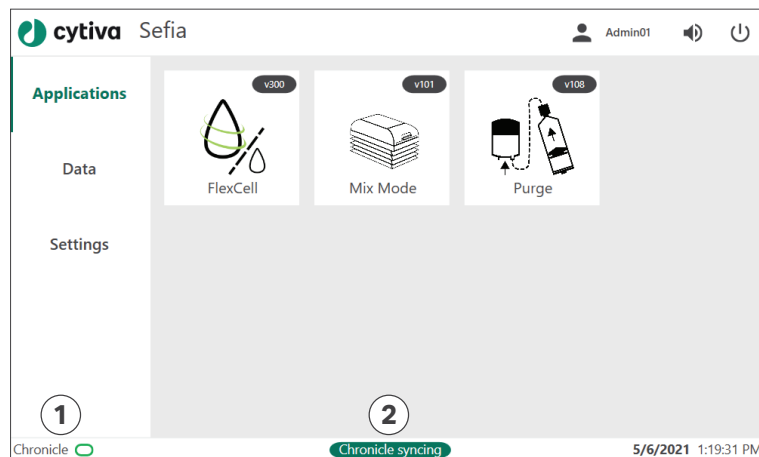 cytiva Sefia
Admin01
Applications
Data
Settings
v300
FlexCell
v101
Mix Mode
v108
Purge
1
2
Chronicle
Chronicle syncing
5/6/2021 1:19:31 PM